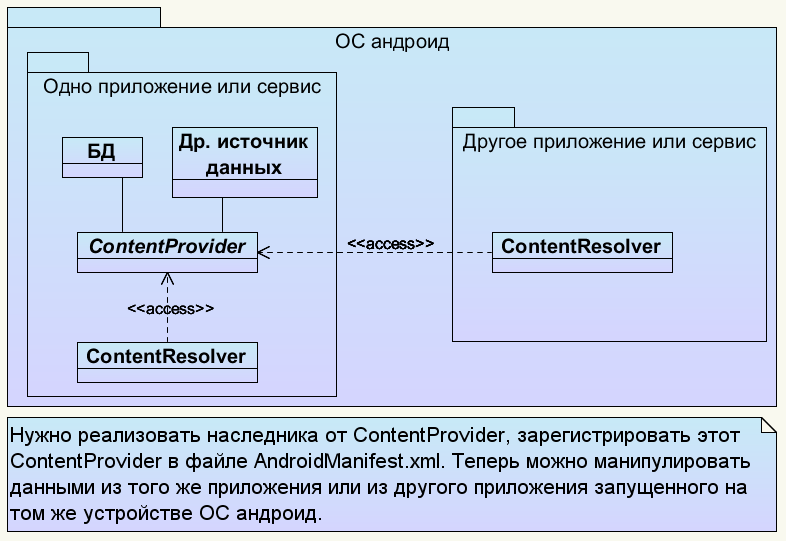 ОС андроид
Одно приложение или сервис
Другое приложение или сервис
БД
Др. источник
данных
ContentProvider
<<access>>
ContentResolver
<<access>>
ContentResolver
Нужно реализовать наследника от ContentProvider, зарегистрировать этот
ContentProvider в файле AndroidManifest.xml. Теперь можно манипулировать
данными из того же приложения или из другого приложения запущенного на
том же устройстве ОС андроид.